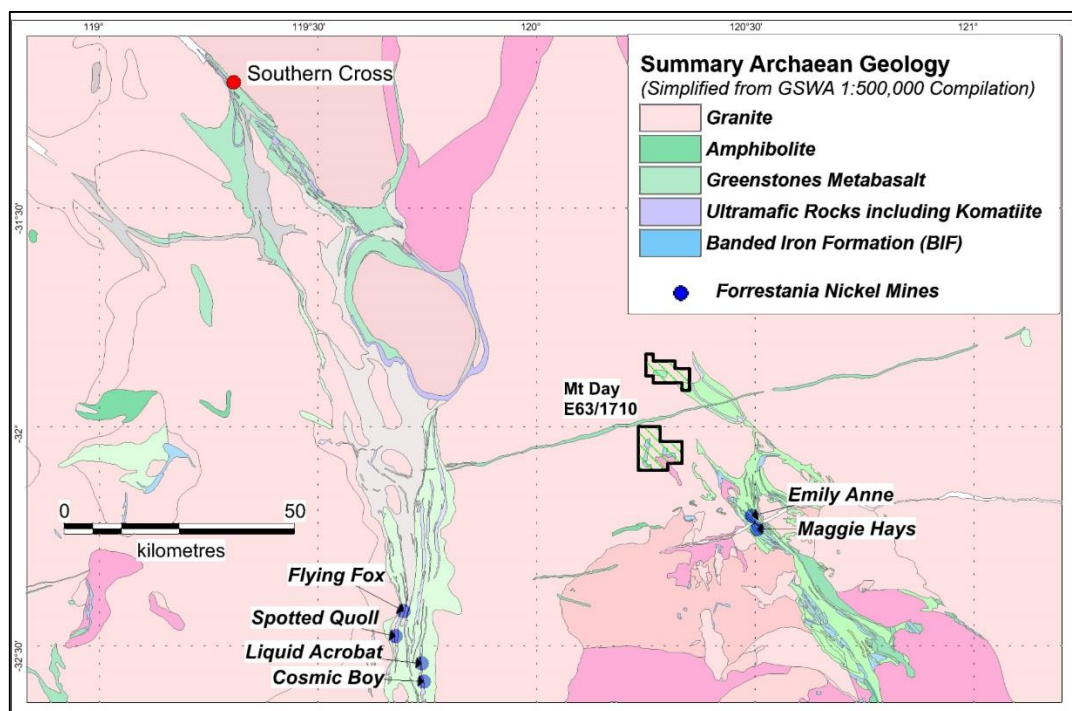 119°
119°30'
120°
120°30'
121°
Summary Archaean Geology
(Simplified from GSWA 1:500,000 Compilation)
Granite
Amphibolite
Greenstones Metabasalt
Ultramafic Rocks including Komatiite
Banded Iron Formation (BIF)
Forrestania Nickel Mines
Southern Cross
-31°30'
Mt Day
E63/1710
-32°
Emily Anne
Maggie Hays
0
50
kilometres
Flying Fox
Spotted Quoll
Liquid Acrobat
Cosmic Boy
-32°30'